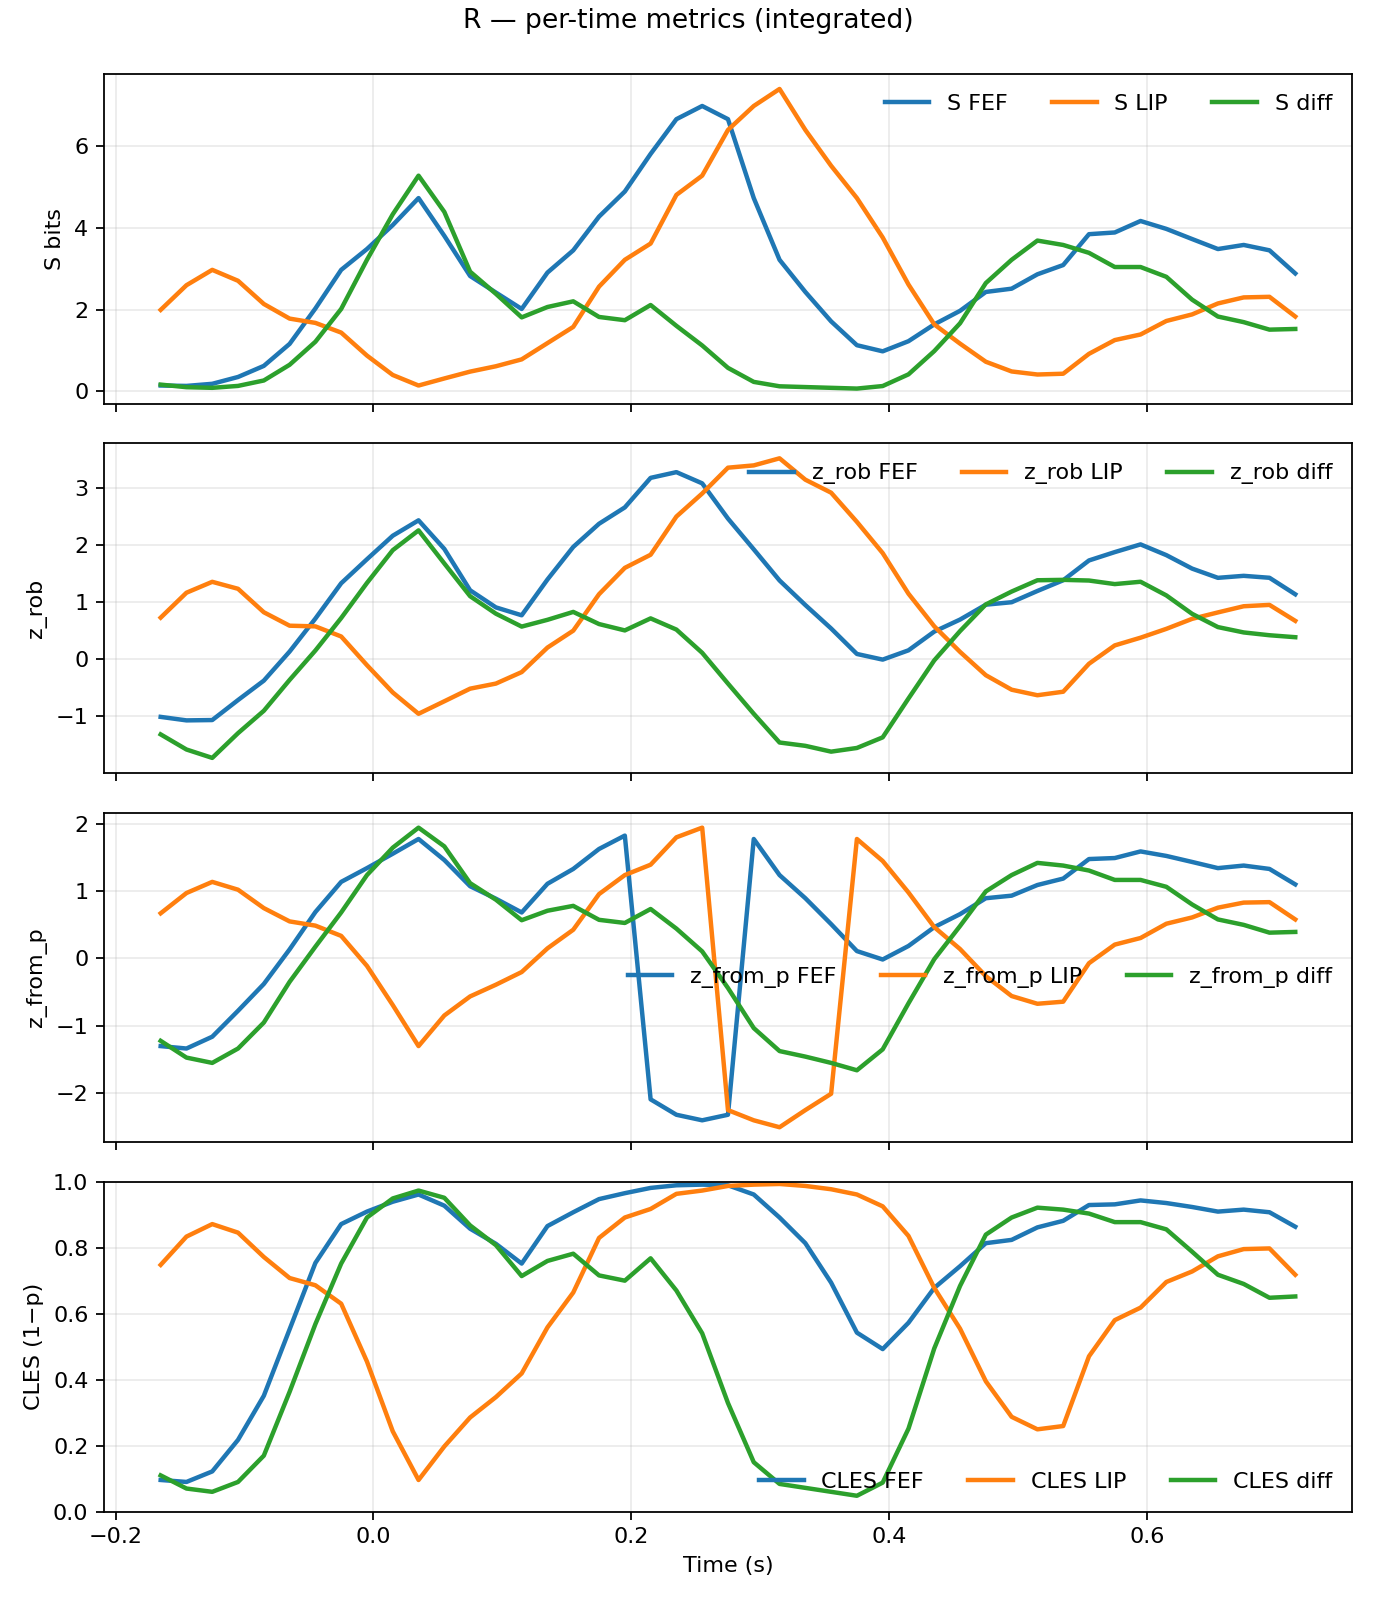 R — per-time metrics (integrated)
S FEF S LIP S diff
S bits
6
4
2
0
z_rob FEF z_rob LIP z_rob diff
z_rob
3
2
1
0
−1
z_from_p FEF z_from_p LIP z_from_p diff
z_from_p
2
1
0
−1
−2
CLES (1−p)
1.0
0.8
0.6
0.4
0.2
0.0
CLES FEF CLES LIP CLES diff
−0.2 0.0 0.2 0.4 0.6
Time (s)